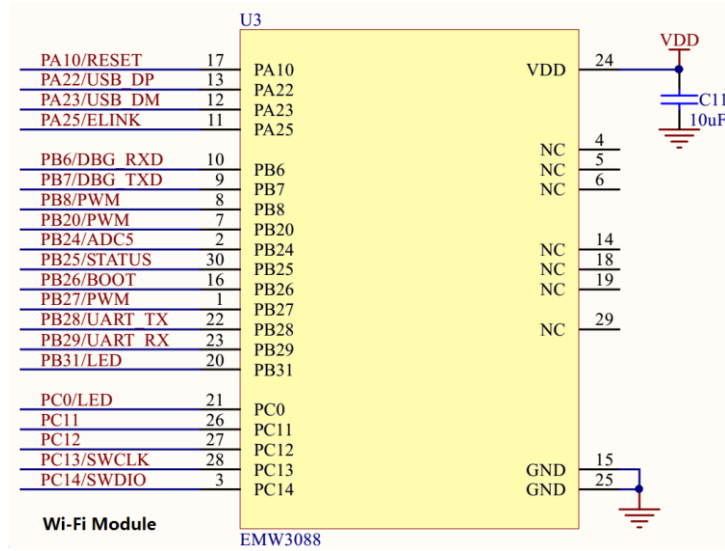 U3
PA10/RESET 17 PA10
PA22/USB_DP 13 PA22
PA23/USB_DM 12 PA23
PA25/ELINK 11 PA25
PB6/DBG_RXD 10 PB6
PB7/DBG_TXD 9 PB7
PB8/PWM 8 PB8
PB20/PWM 7 PB20
PB24/ADC5 2 PB24
PB25/STATUS 30 PB25
PB26/BOOT 16 PB26
PB27/PWM 1 PB27
PB28/UART_TX 22 PB28
PB29/UART_RX 23 PB29
PB31/LED 20 PB31
PC0/LED 21 PC0
PC11 26 PC11
PC12 27 PC12
PC13/SWCLK 28 PC13
PC14/SWDIO 3 PC14
VDD 24 VDD
C11
10uF
NC 4
NC 5
NC 6
NC 14
NC 18
NC 19
NC 29
GND 15
GND 25
Wi-Fi Module
EMW3088